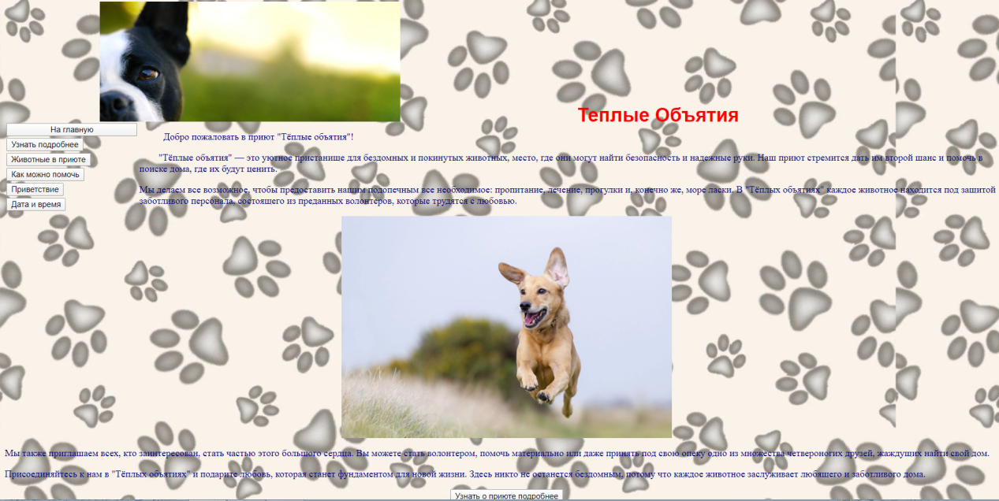 Теплые Объятия
На главную
Узнать подробнее
Животные в приюте
Как можно помочь
Приветствие
Дата и время
Добро пожаловать в приют "Тёплые объятия"!
"Тёплые объятия" — это уютное пристанище для бездомных и покинутых животных, место, где они могут найти безопасность и надежные руки. Наш приют стремится дать им второй шанс и помочь в
поиске дома, где их будут ценить.
Мы делаем все возможное, чтобы предоставить нашим подопечным все необходимое: пропитание, лечение, прогулки и, конечно же, море ласки. В "Тёплых объятиях" каждое животное находится под защитой
заботливого персонала, состоящего из преданных волонтеров, которые трудятся с любовью.
Мы также приглашаем всех, кто заинтересован, стать частью этого большого сердца. Вы можете стать волонтером, помочь материально или даже принять под свою опеку одно из множества четвероногих друзей, жаждущих найти свой дом.
Присоединяйтесь к нам в "Тёплых объятиях" и подарите любовь, которая станет фундаментом для новой жизни. Здесь никто не останется бездомным, потому что каждое животное заслуживает любящего и заботливого дома.
Узнать о приюте подробнее